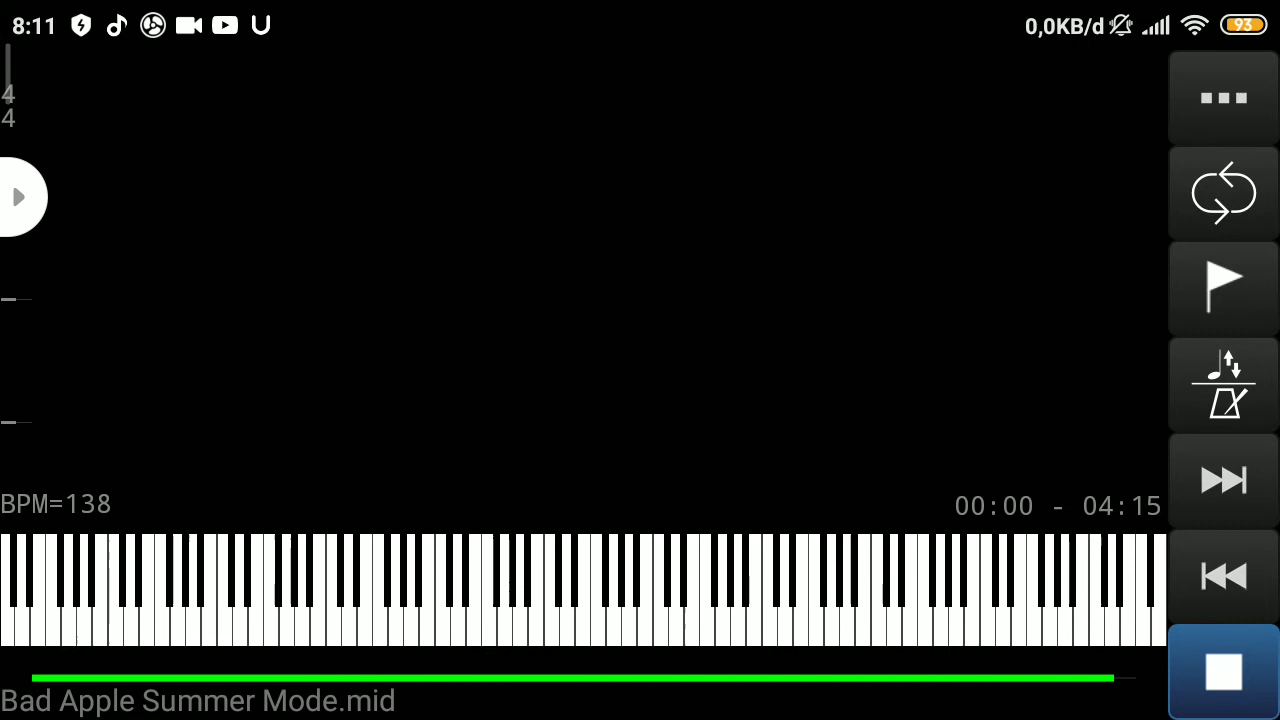 8:11
0,0KB/d
93
4
4
BPM=138
00:00 - 04:15
Bad Apple Summer Mode.mid